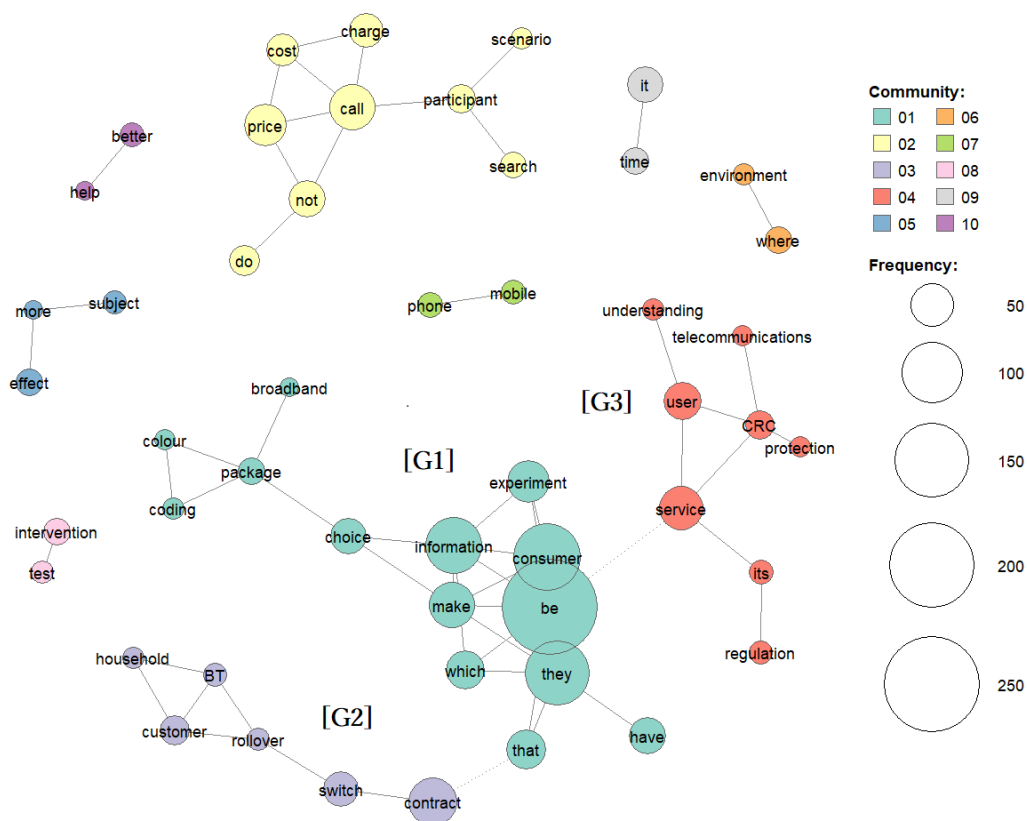 charge
scenario
cost
it
call
participant
price
better
search
time
help
environment
not
where
do
more
subject
phone
mobile
understanding
telecommunications
effect
broadband
[G3]
user
CRC
colour
protection
package
[G1]
experiment
coding
service
intervention
choice
information
consumer
test
its
make
be
household
BT
which
they
regulation
[G2]
customer
rollover
that
have
switch
contract
Community:
01 06
02 07
03 08
04 09
05 10
Frequency:
50
100
150
200
250